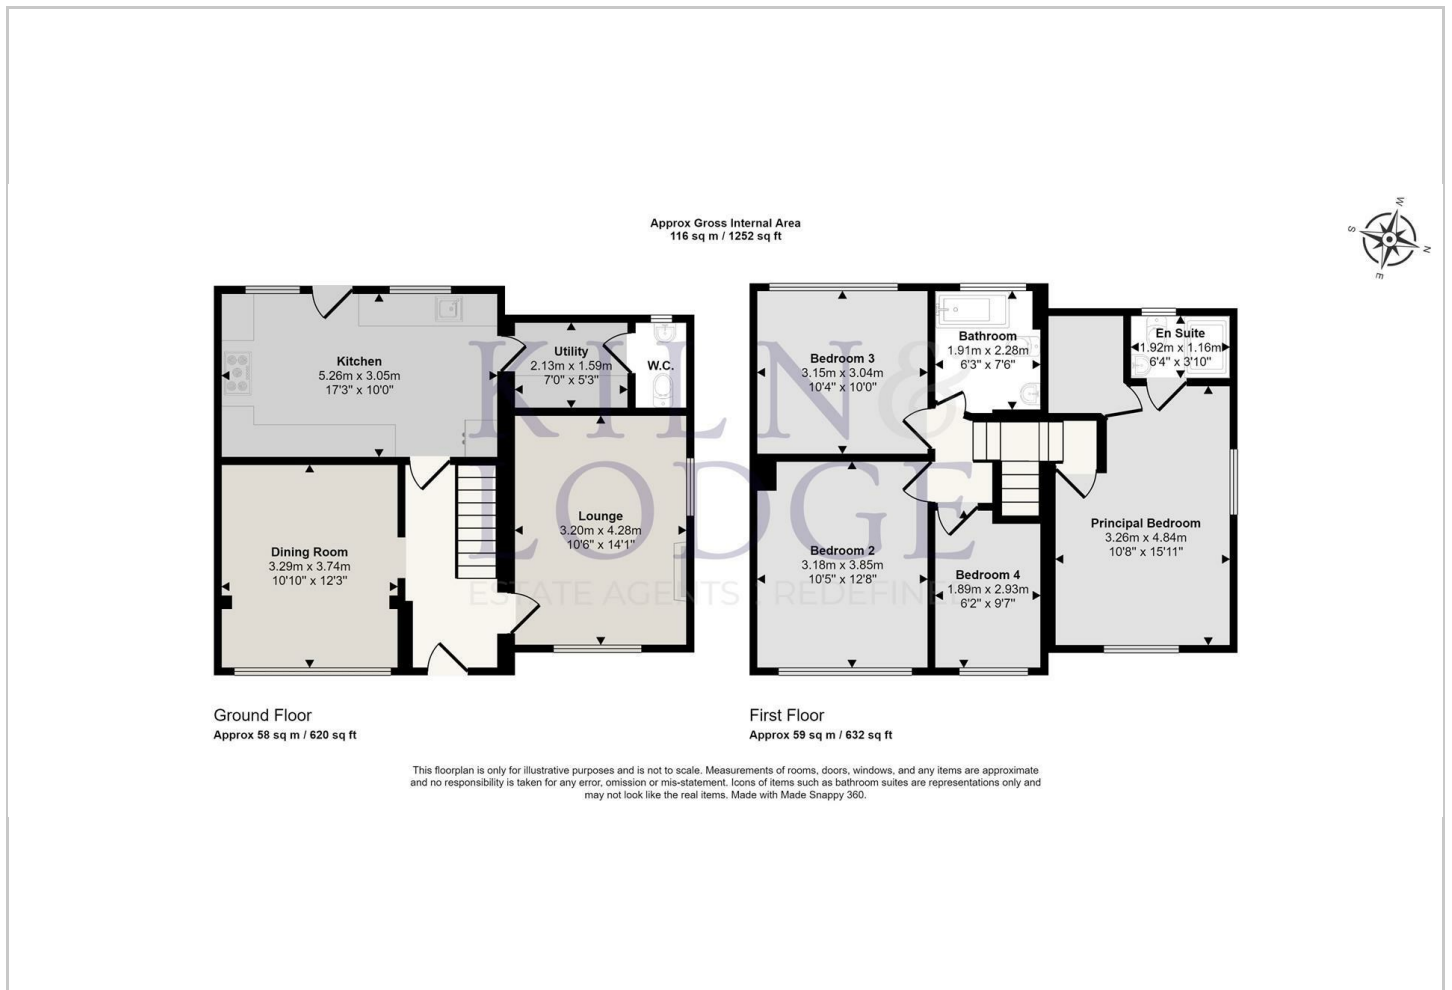 Approx Gross Internal Area
116 sq m / 1252 sq ft
W
S
N
E
Kitchen
5.26m x 3.05m
17'3" x 10'0"
Utility
2.13m x 1.59m
7'0" x 5'3"
W.C.
Dining Room
3.29m x 3.74m
10'10" x 12'3"
Lounge
3.20m x 4.28m
10'6" x 14'1"
Bedroom 3
3.15m x 3.04m
10'4" x 10'0"
Bathroom
1.91m x 2.28m
6'3" x 7'6"
En Suite
1.92m x 1.16m
6'4" x 3'10"
Bedroom 2
3.18m x 3.85m
10'5" x 12'8"
Bedroom 4
1.89m x 2.93m
6'2" x 9'7"
Principal Bedroom
3.26m x 4.84m
10'8" x 15'11"
KILN &
LODGE
ESTATE AGENTS | REDEFINED
Ground Floor
Approx 58 sq m / 620 sq ft
First Floor
Approx 59 sq m / 632 sq ft
This floorplan is only for illustrative purposes and is not to scale. Measurements of rooms, doors, windows, and any items are approximate
and no responsibility is taken for any error, omission or mis-statement. Icons of items such as bathroom suites are representations only and
may not look like the real items. Made with Made Snappy 360.